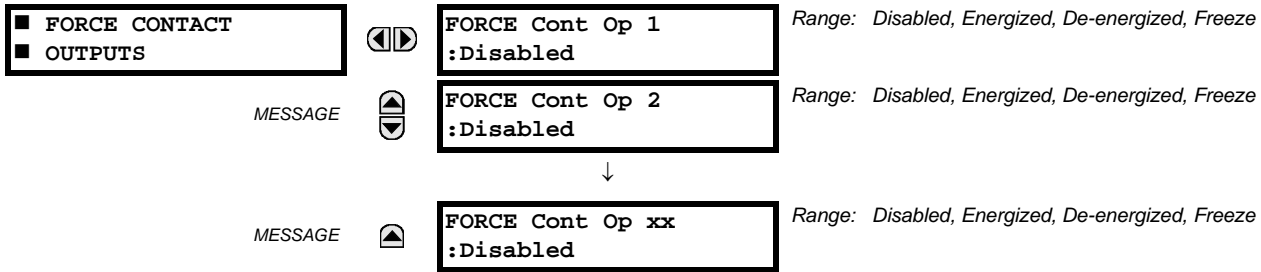 ■ FORCE CONTACT
■ OUTPUTS
FORCE Cont Op 1
:Disabled
Range: Disabled, Energized, De-energized, Freeze
MESSAGE
FORCE Cont Op 2
:Disabled
Range: Disabled, Energized, De-energized, Freeze
↓
MESSAGE
FORCE Cont Op xx
:Disabled
Range: Disabled, Energized, De-energized, Freeze